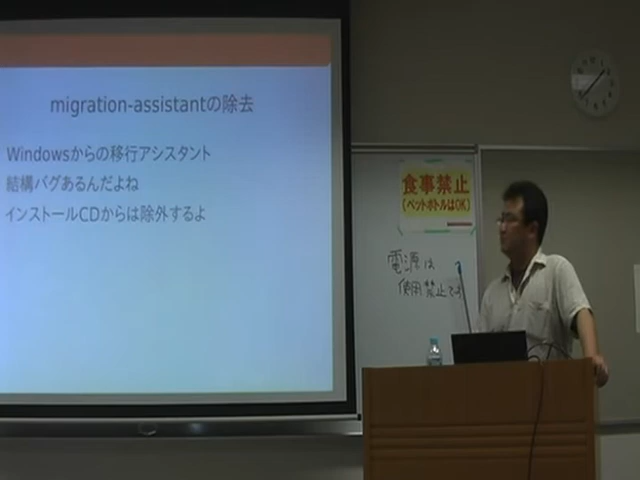 migration-assistantの除去
Windowsからの移行アシスタント
結構バグあるんだよね
インストールCDからは除外するよ
食事禁止
(ペットボトルはOK)
電源は
使用禁止です